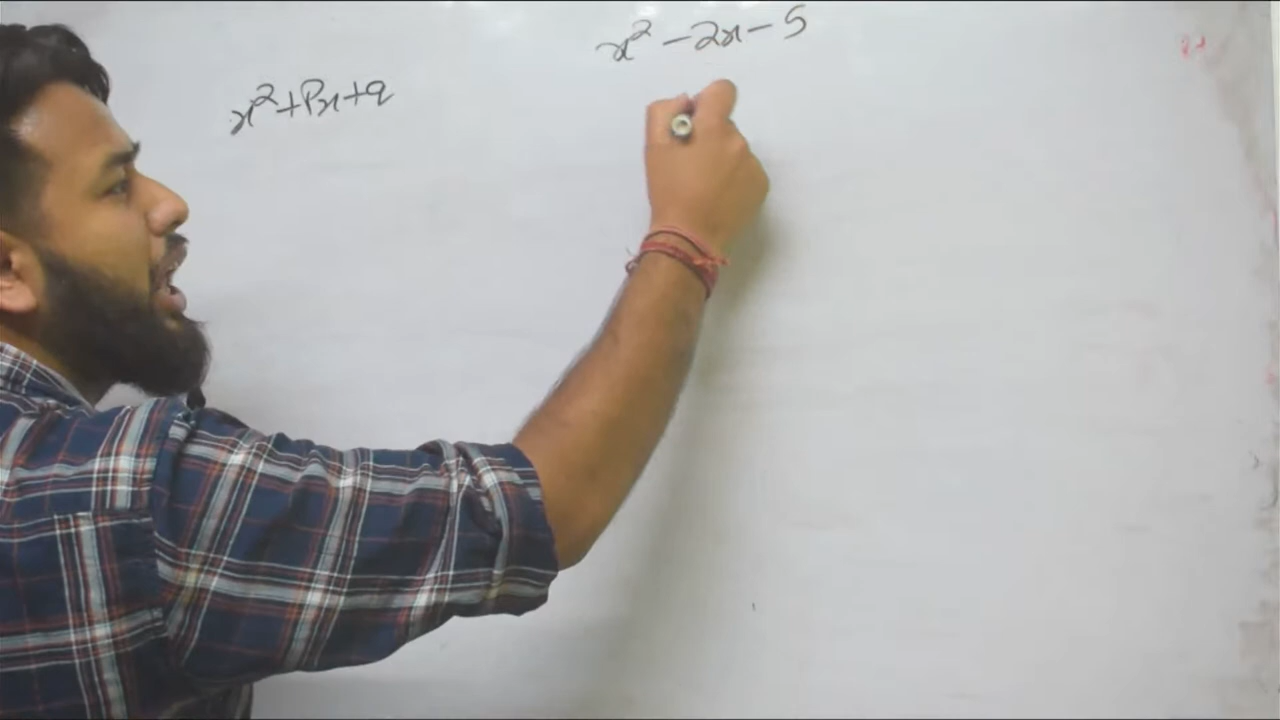 x² - 2x - 5
x² + Px + q